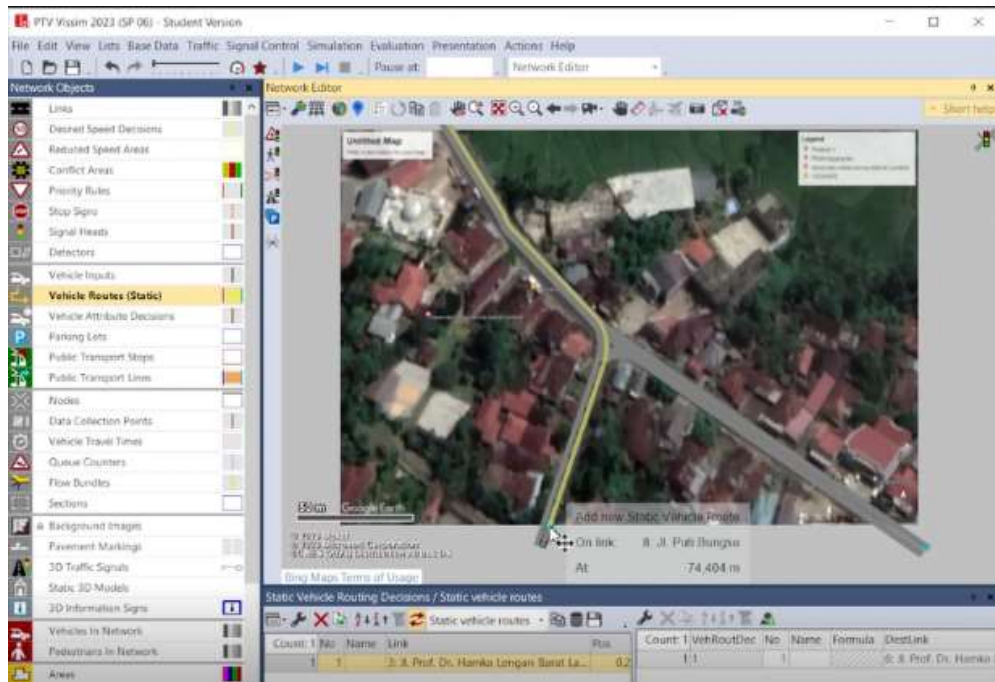 PTV Vissim 2023 (SP 06) - Student Version
File Edit View Lists Base Data Traffic Signal Control Simulation Evaluation Presentation Actions Help
Pause at: Network Editor
Network Objects
Links
Desired Speed Decisions
Reduced Speed Areas
Conflict Areas
Priority Rules
Stop Signs
Signal Heads
Detectors
Vehicle Inputs
Vehicle Routes (Static)
Vehicle Attribute Decisions
Parking Lots
Public Transport Stops
Public Transport Lines
Nodes
Data Collection Points
Vehicle Travel Times
Queue Counters
Flow Bundles
Sections
Background Images
Pavement Markings
3D Traffic Signals
Static 3D Models
3D Information Signs
Vehicles In Network
Pedestrians In Network
Areas
Network Editor
Short help
Untitled Map
Legend
Google Earth
Bing Maps Terms of Usage
Add new Static Vehicle Route
On link: 8. Jl. Puti Bungsu
At: 74,404 m
Static Vehicle Routing Decisions / Static vehicle routes
Static vehicle routes
Count: 1 No Name Link Pos
1 1 3: Jl. Prof. Dr. Hamka Lengan Barat La... 0,2
Count: 1 VehRoutDec No Name Formula DestLink
1 1 1 6: Jl. Prof. Dr. Hamka